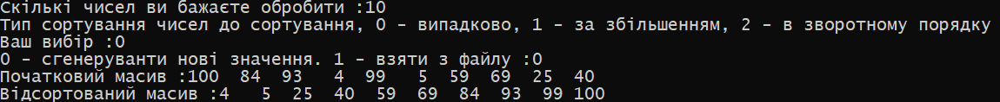 Скількі чисел ви бажаєте обробити :10
Тип сортування чисел до сортування, 0 - випадково, 1 - за збільшенням, 2 - в зворотному порядку
Ваш вибір :0
0 - сгенеруванти нові значення. 1 - взяти з файлу :0
Початковий масив :100  84  93   4  99   5  59  69  25  40
Відсортований масив :4   5  25  40  59  69  84  93  99 100